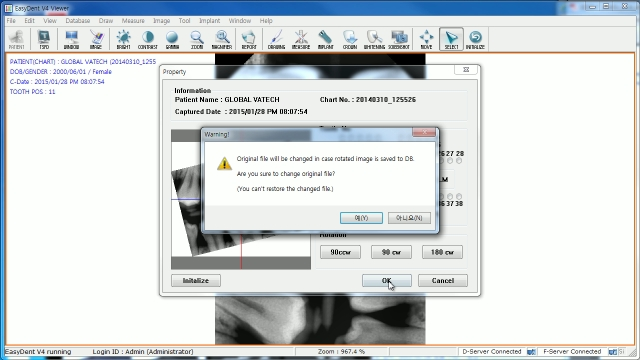 EasyDent V4 Viewer
File Edit View Database Draw Measure Image Tool Implant Window Help
PATIENT TSPD WINDOW IMAGE BRIGHT CONTRAST GAMMA ZOOM MAGNIFIER REPORT DRAWING MEASURE IMPLANT CROWN WHITENING SCREENSHOT MOVE SELECT INITIALIZE
PATIENT(CHART) : GLOBAL VATECH (20140310_1255
DOB/GENDER : 2000/06/01 / Female
C-Date : 2015/01/28 PM 08:07:54
TOOTH POS : 11
Property
Information
Patient Name : GLOBAL VATECH Chart No. : 20140310_125526
Captured Date : 2015/01/28 PM 08:07:54
Warning!
Original file will be changed in case rotated image is saved to DB.
Are you sure to change original file?
(You can't restore the changed file.)
예(Y) 아니요(N)
26 27 28
36 37 38
Rotation
90ccw 90 cw 180 cw
Initalize OK Cancel
EasyDent V4 running Login ID : Admin (Administrator) Zoom : 967.4 % D-Server Connected F-Server Connected